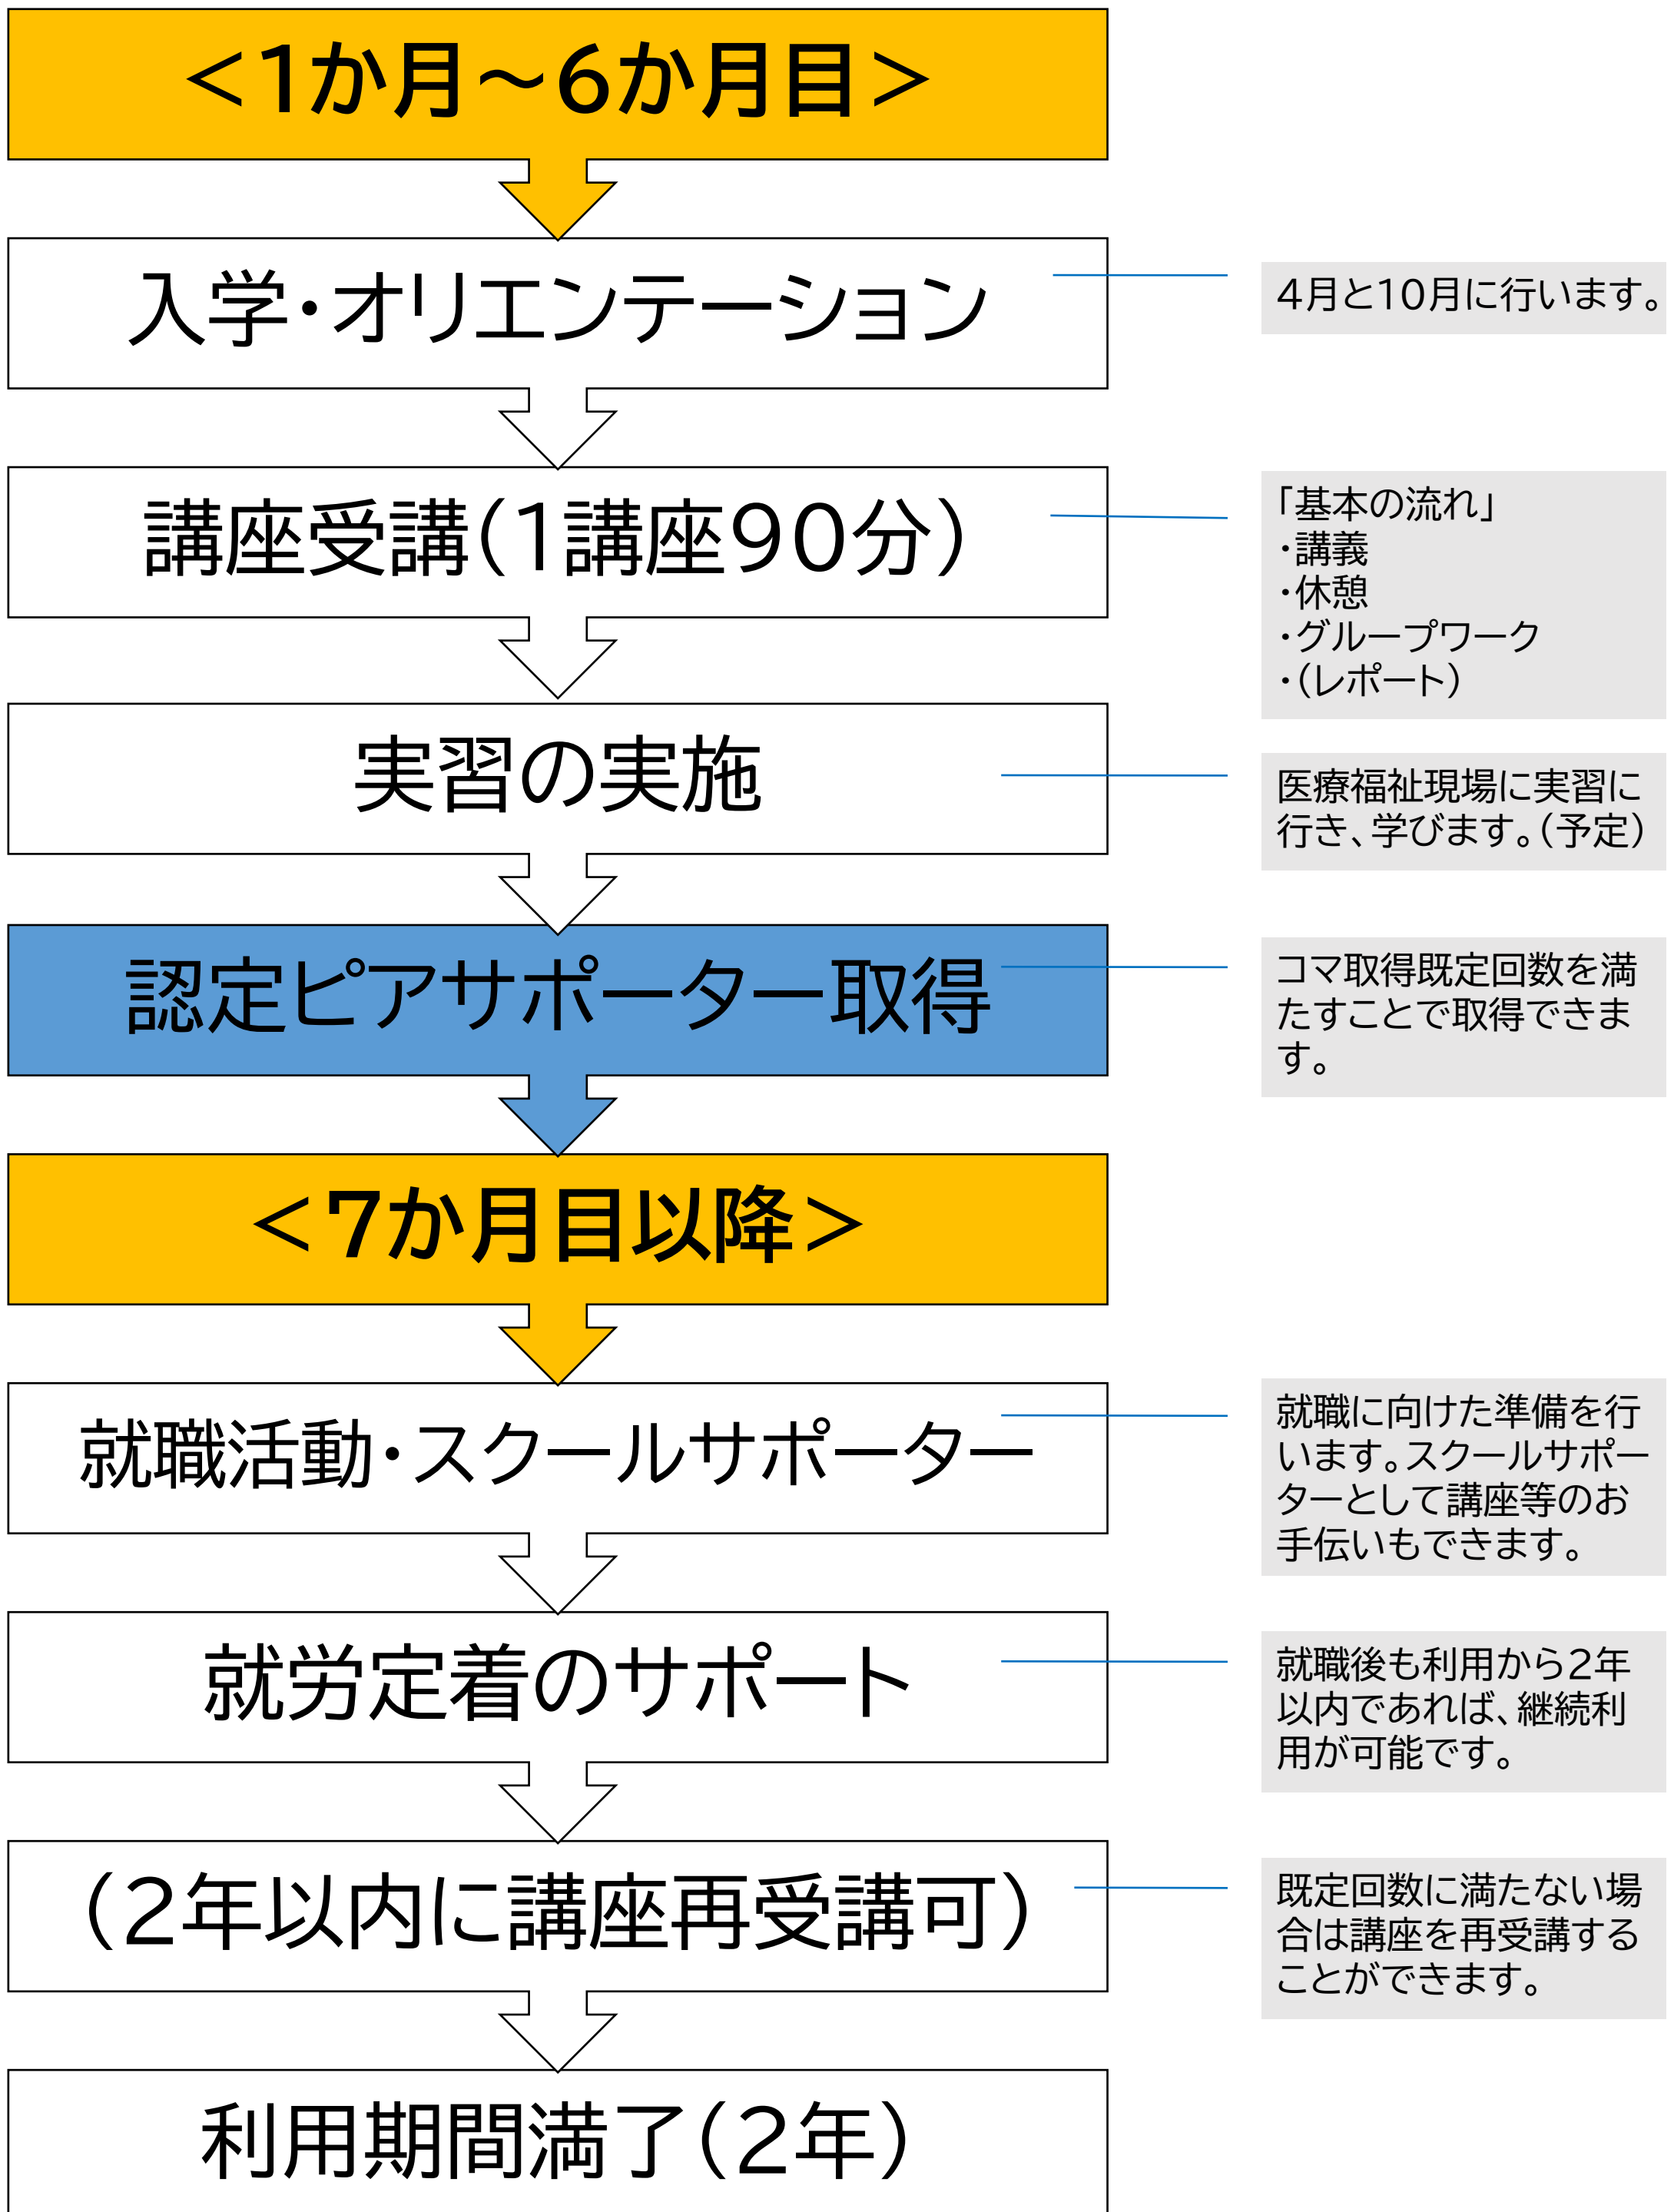 ＜1か月～6か月目＞
入学・オリエンテーション
4月と10月に行います。
講座受講(1講座90分)
「基本の流れ」
・講義
・休憩
・グループワーク
・(レポート)
実習の実施
医療福祉現場に実習に
行き、学びます。(予定)
認定ピアサポーター取得
コマ取得既定回数を満
たすことで取得できま
す。
＜7か月目以降＞
就職活動・スクールサポーター
就職に向けた準備を行
います。スクールサポー
ターとして講座等のお
手伝いもできます。
就労定着のサポート
就職後も利用から2年
以内であれば、継続利
用が可能です。
(2年以内に講座再受講可)
既定回数に満たない場
合は講座を再受講する
ことができます。
利用期間満了(2年)